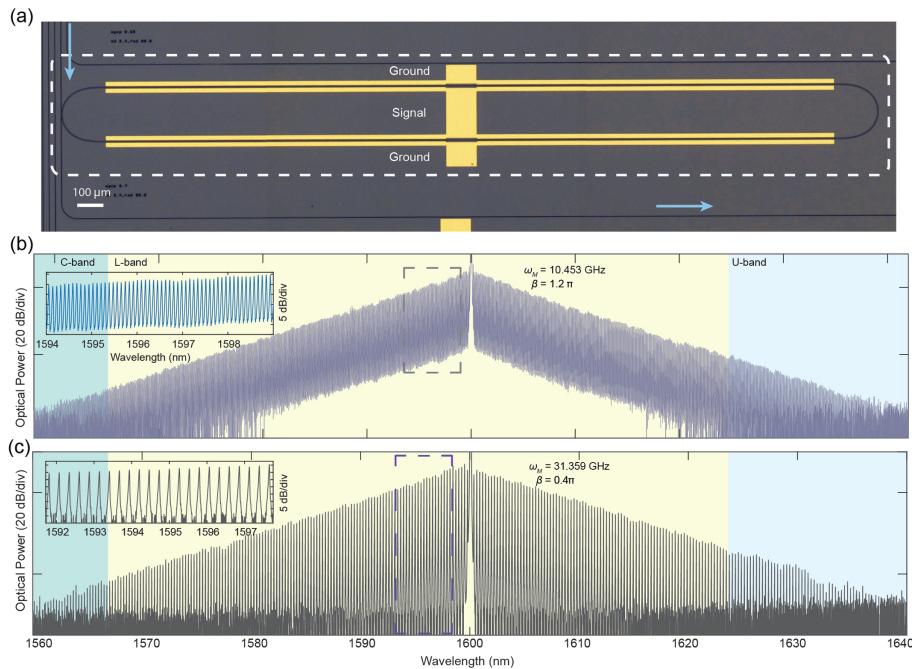 (a)
Ground
Signal
Ground
100 μm
(b)
C-band
L-band
U-band
ω_M = 10.453 GHz
β = 1.2 π
5 dB/div
1594 1595 1596 1597 1598
Wavelength (nm)
Optical Power (20 dB/div)
(c)
ω_M = 31.359 GHz
β = 0.4π
5 dB/div
1592 1593 1594 1595 1596 1597
Optical Power (20 dB/div)
1560 1570 1580 1590 1600 1610 1620 1630 1640
Wavelength (nm)